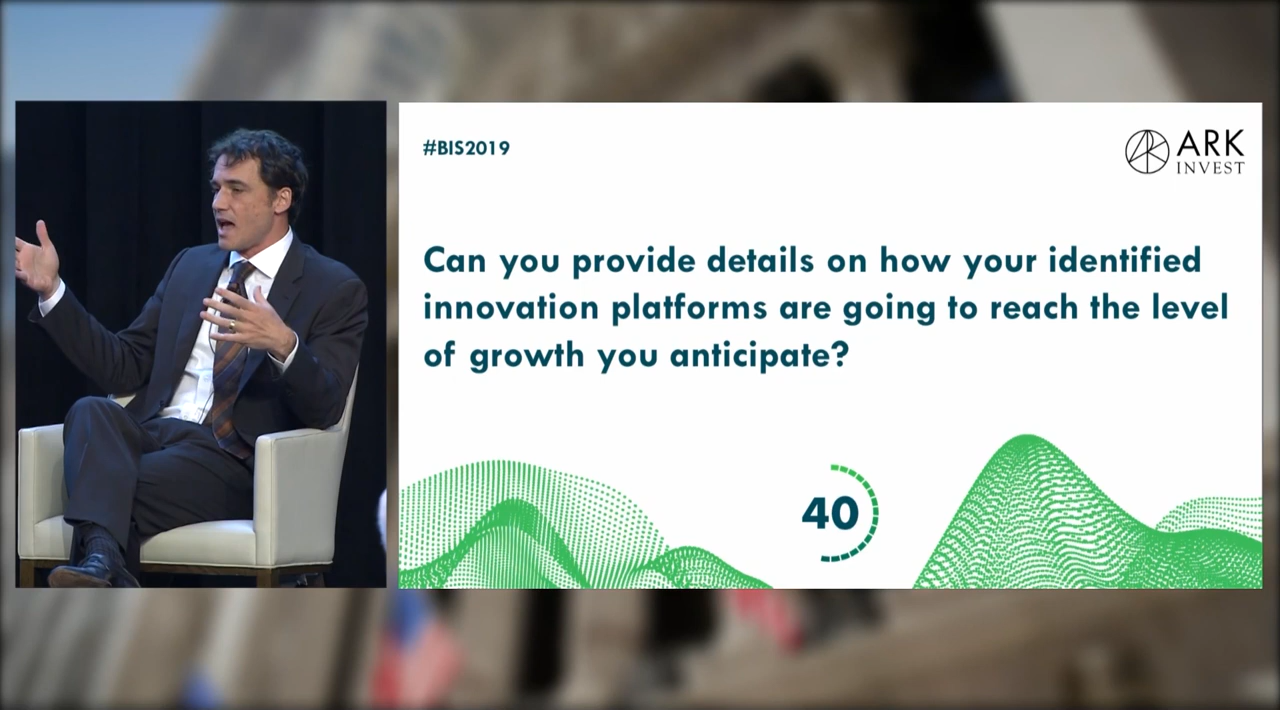 #BIS2019
ARK
INVEST
Can you provide details on how your identified
innovation platforms are going to reach the level
of growth you anticipate?
40